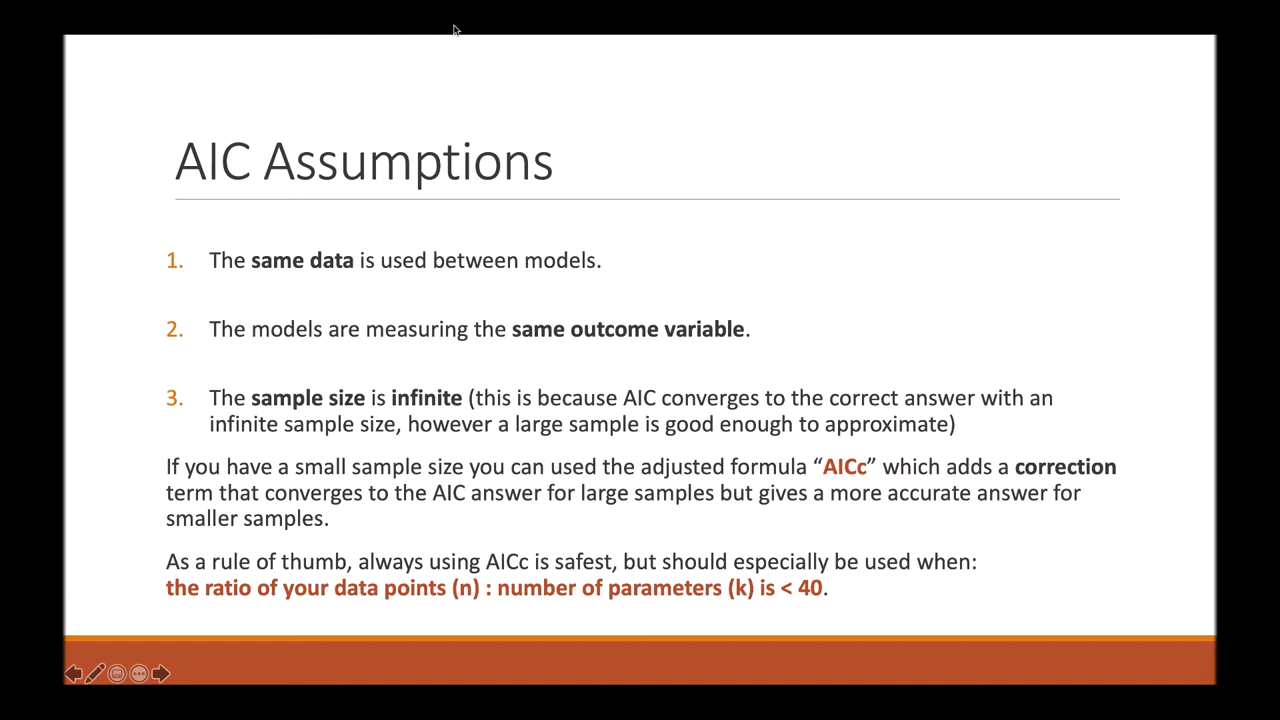 AIC Assumptions
1. The same data is used between models.
2. The models are measuring the same outcome variable.
3. The sample size is infinite (this is because AIC converges to the correct answer with an
infinite sample size, however a large sample is good enough to approximate)
If you have a small sample size you can used the adjusted formula “AICc” which adds a correction
term that converges to the AIC answer for large samples but gives a more accurate answer for
smaller samples.
As a rule of thumb, always using AICc is safest, but should especially be used when:
the ratio of your data points (n) : number of parameters (k) is < 40.